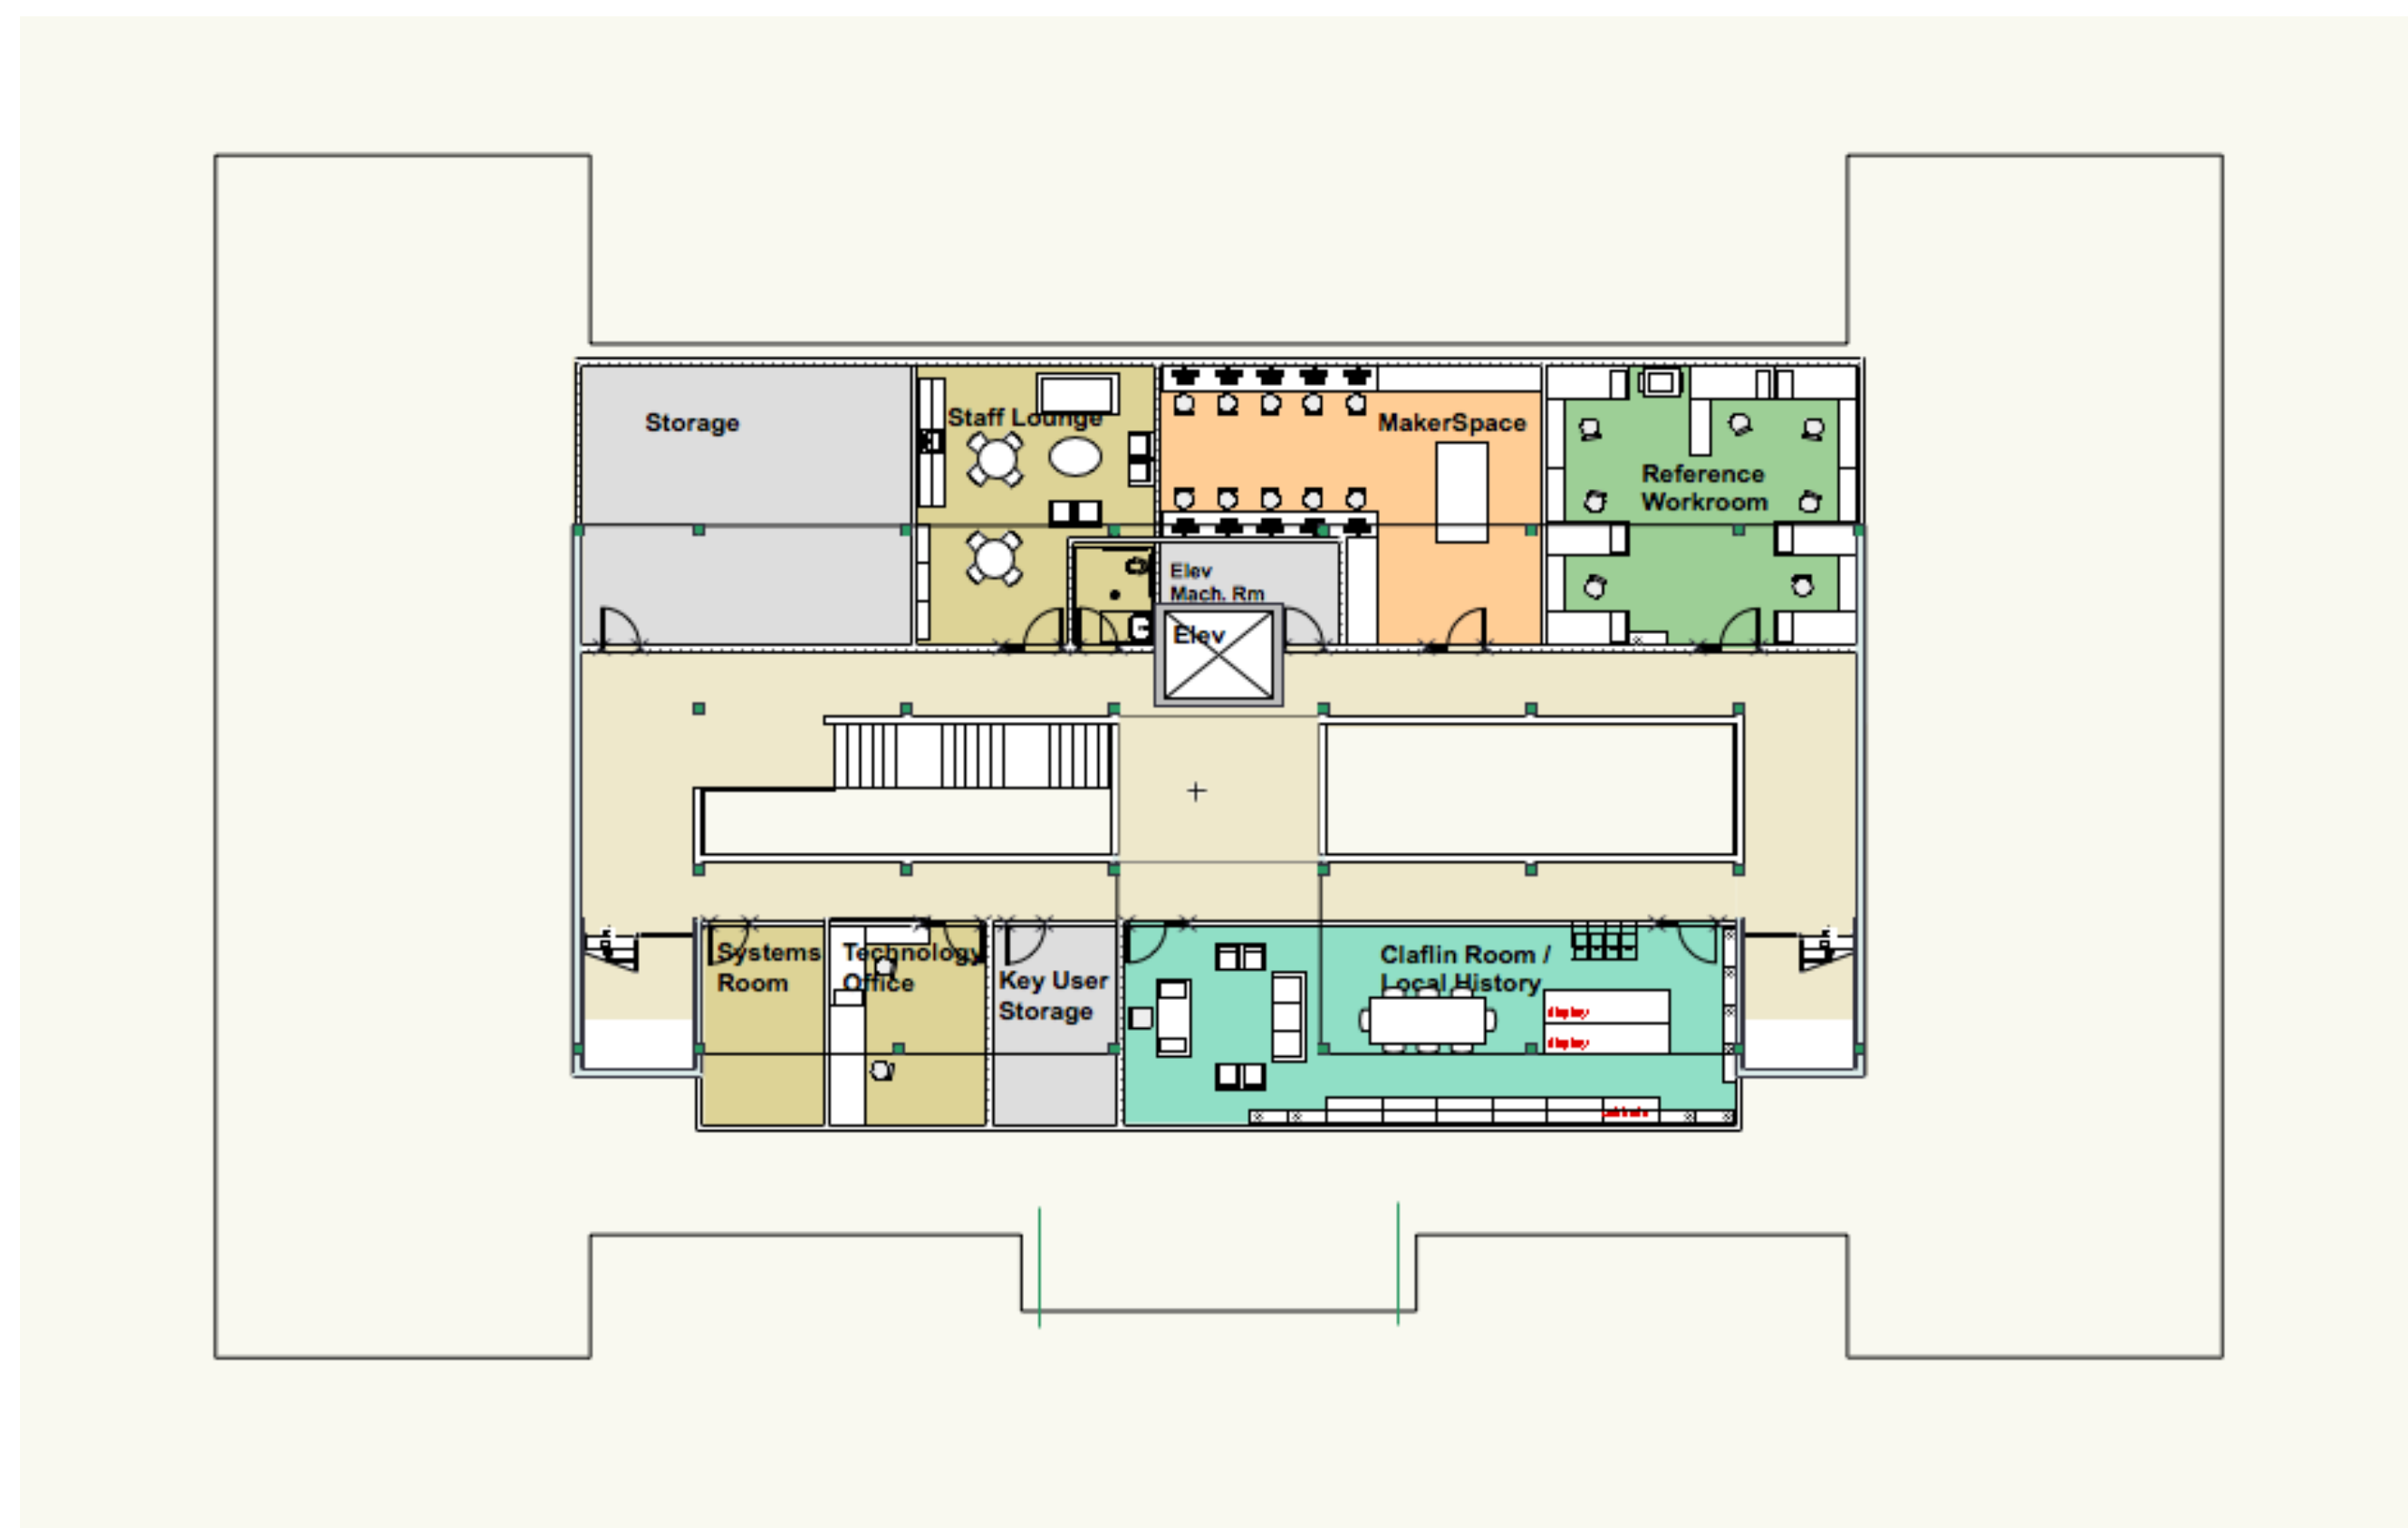 Storage
Staff Lounge
MakerSpace
Reference
Workroom
Elev
Mach. Rm
Elev
Systems
Room
Technology
Office
Key User
Storage
Claflin Room /
Local History
display
display